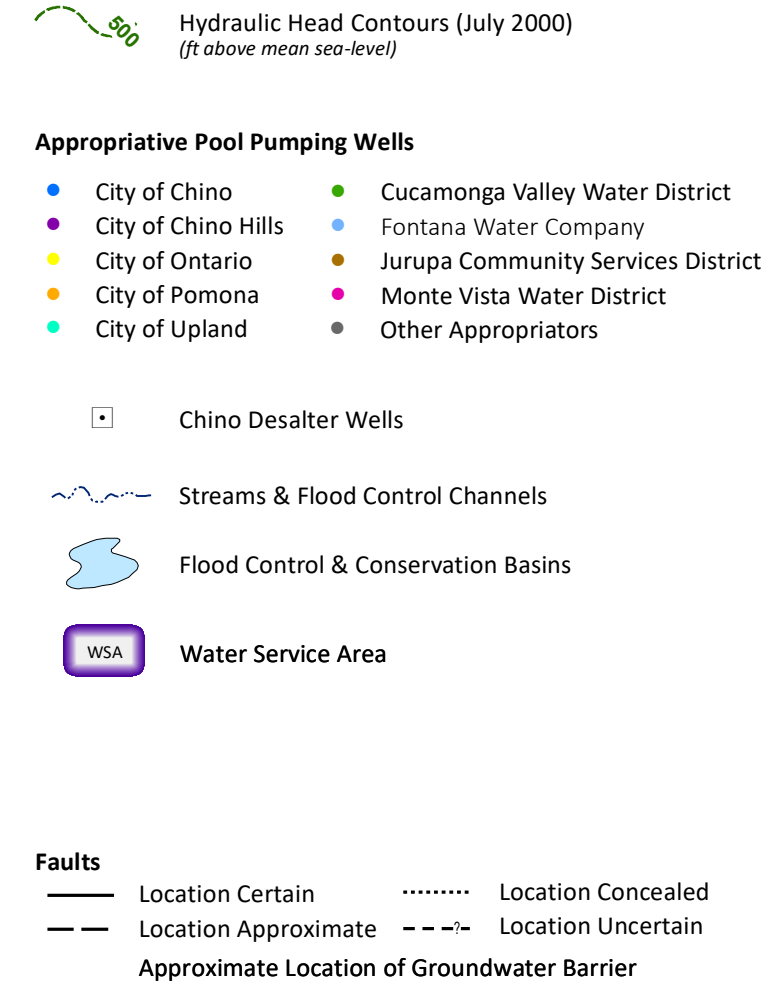 500
Hydraulic Head Contours (July 2000)
(ft above mean sea-level)
Appropriative Pool Pumping Wells
City of Chino
City of Chino Hills
City of Ontario
City of Pomona
City of Upland
Cucamonga Valley Water District
Fontana Water Company
Jurupa Community Services District
Monte Vista Water District
Other Appropriators
Chino Desalter Wells
Streams & Flood Control Channels
Flood Control & Conservation Basins
WSA
Water Service Area
Faults
Location Certain
Location Concealed
Location Approximate
?
Location Uncertain
Approximate Location of Groundwater Barrier